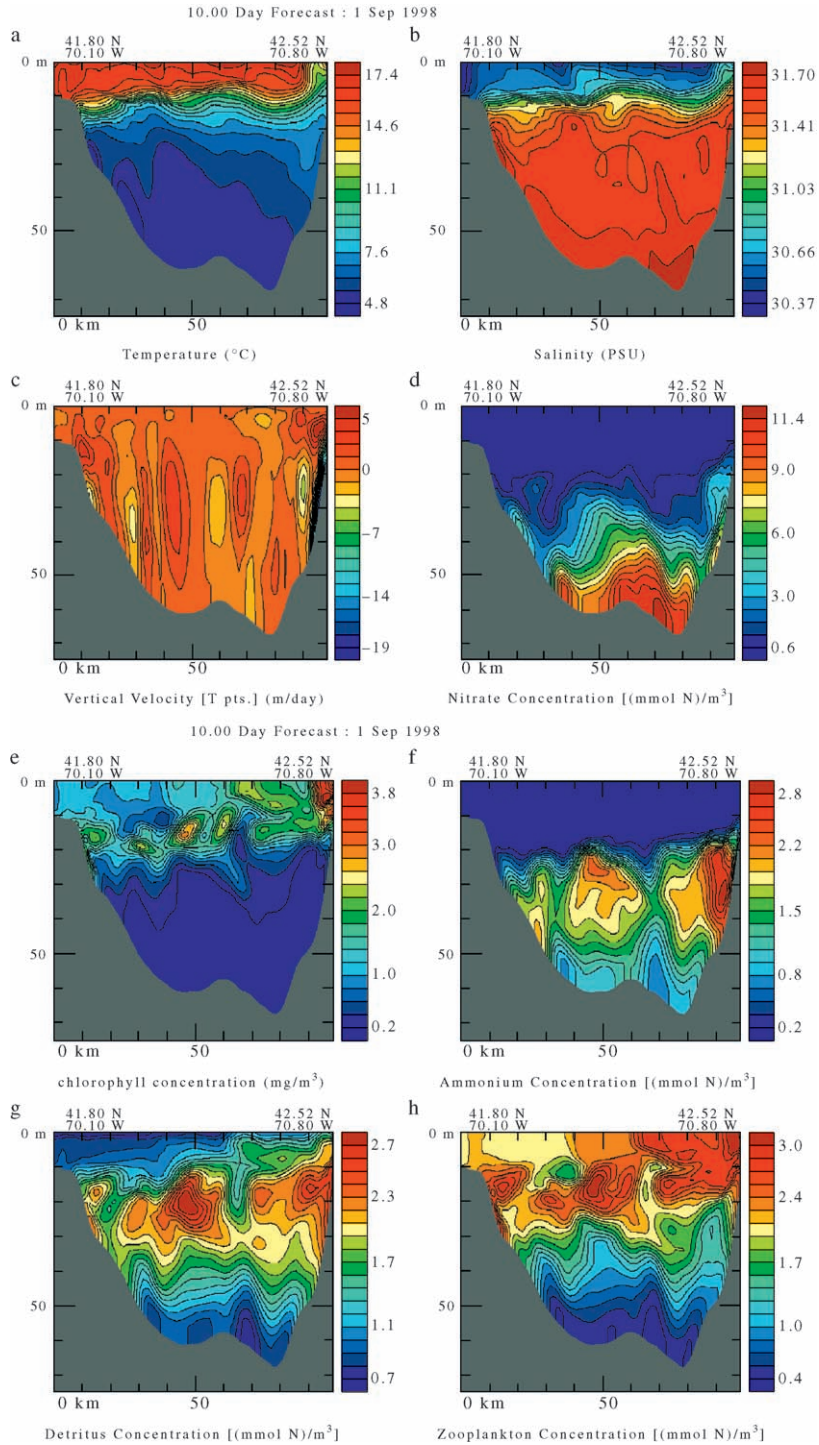 10.00 Day Forecast : 1 Sep 1998
a
41.80 N 42.52 N
70.10 W 70.80 W
0 m
50
0 km 50
17.4
14.6
11.1
7.6
4.8
Temperature (°C)
b
41.80 N 42.52 N
70.10 W 70.80 W
0 m
50
0 km 50
31.70
31.41
31.03
30.66
30.37
Salinity (PSU)
c
41.80 N 42.52 N
70.10 W 70.80 W
0 m
50
5
0
−7
−14
−19
Vertical Velocity [T pts.] (m/day)
d
41.80 N 42.52 N
70.10 W 70.80 W
0 m
50
11.4
9.0
6.0
3.0
0.6
Nitrate Concentration [(mmol N)/m³]
10.00 Day Forecast : 1 Sep 1998
e
41.80 N 42.52 N
70.10 W 70.80 W
0 m
50
0 km 50
3.8
3.0
2.0
1.0
0.2
chlorophyll concentration (mg/m³)
f
41.80 N 42.52 N
70.10 W 70.80 W
0 m
50
0 km 50
2.8
2.2
1.5
0.8
0.2
Ammonium Concentration [(mmol N)/m³]
g
41.80 N 42.52 N
70.10 W 70.80 W
0 m
50
0 km 50
2.7
2.3
1.7
1.1
0.7
Detritus Concentration [(mmol N)/m³]
h
41.80 N 42.52 N
70.10 W 70.80 W
0 m
50
0 km 50
3.0
2.4
1.7
1.0
0.4
Zooplankton Concentration [(mmol N)/m³]